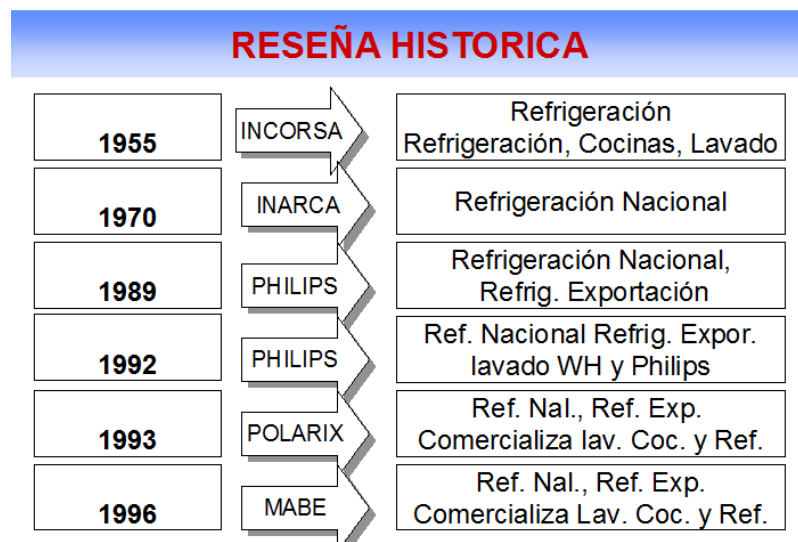 RESEÑA HISTORICA
1955
INCORSA
Refrigeración
Refrigeración, Cocinas, Lavado
1970
INARCA
Refrigeración Nacional
1989
PHILIPS
Refrigeración Nacional,
Refrig. Exportación
1992
PHILIPS
Ref. Nacional Refrig. Expor.
lavado WH y Philips
1993
POLARIX
Ref. Nal., Ref. Exp.
Comercializa lav. Coc. y Ref.
1996
MABE
Ref. Nal., Ref. Exp.
Comercializa Lav. Coc. y Ref.